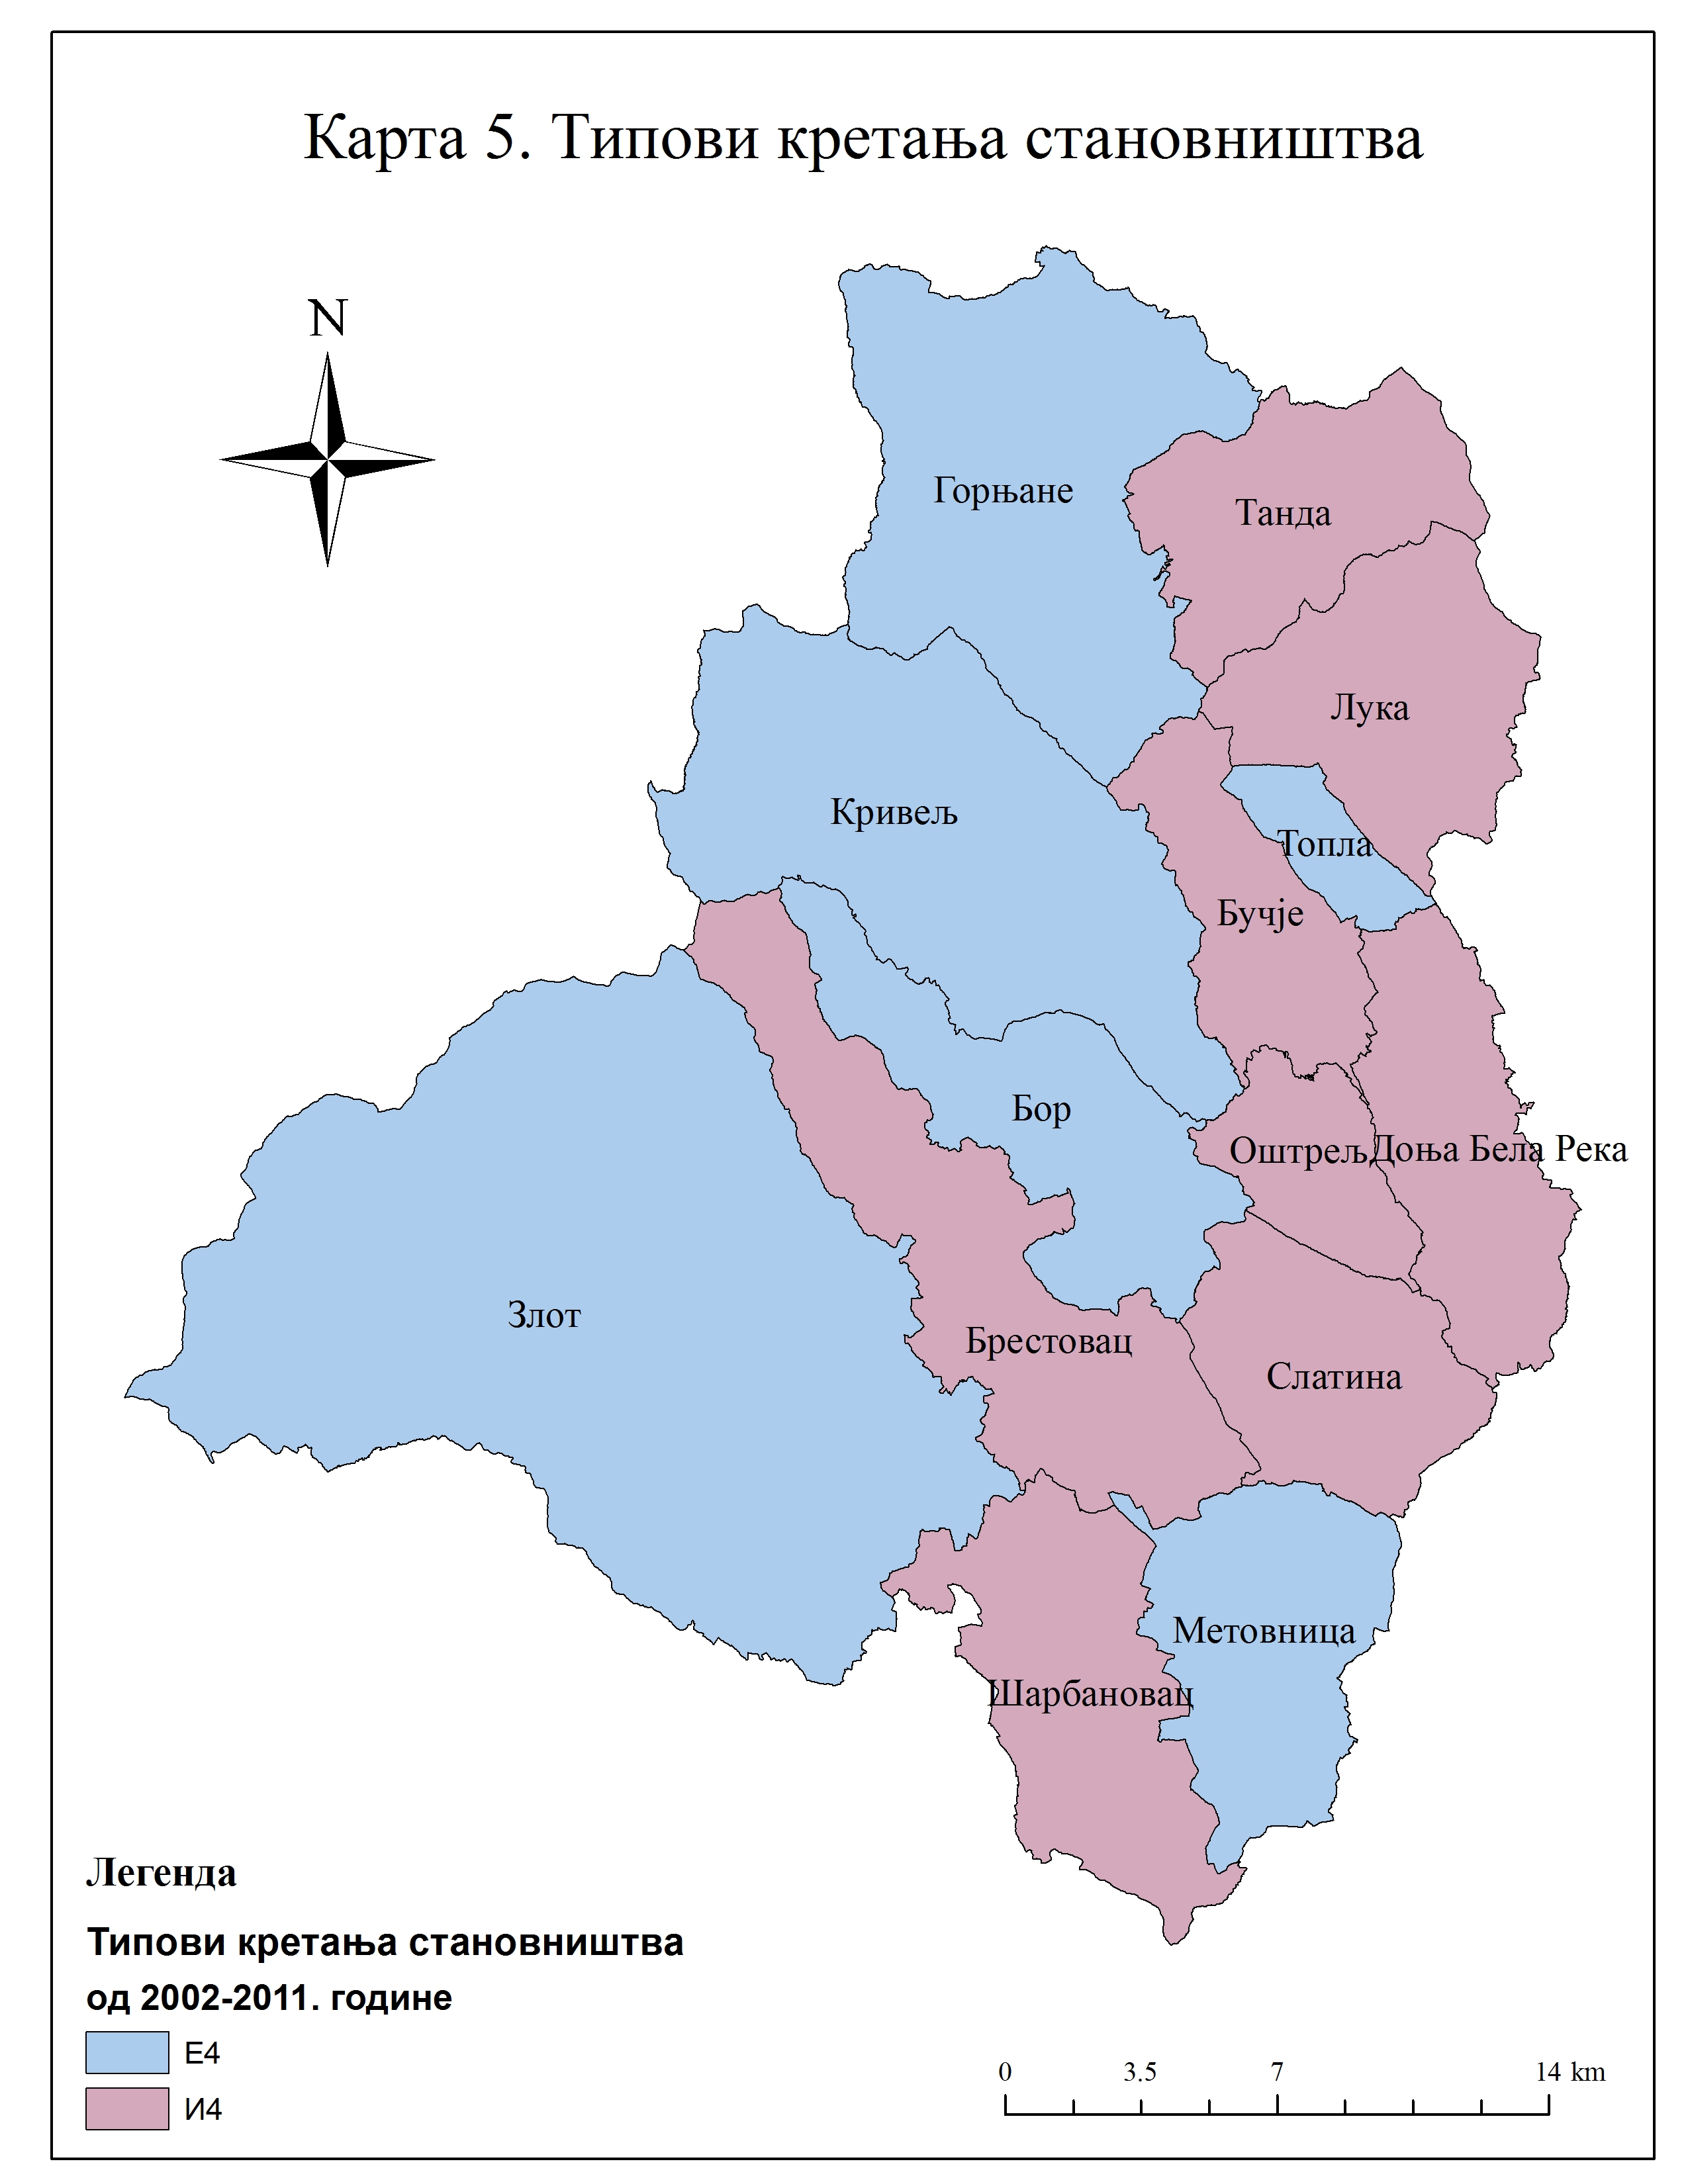 Карта 5. Типови кретања становништва
N
Горњане
Танда
Лука
Кривељ
Топла
Бучје
Бор
Оштрељ
Доња Бела Река
Злот
Брестовац
Слатина
Метовница
Шарбановац
Легенда
Типови кретања становништва
од 2002-2011. године
Е4
И4
0 3.5 7 14 km